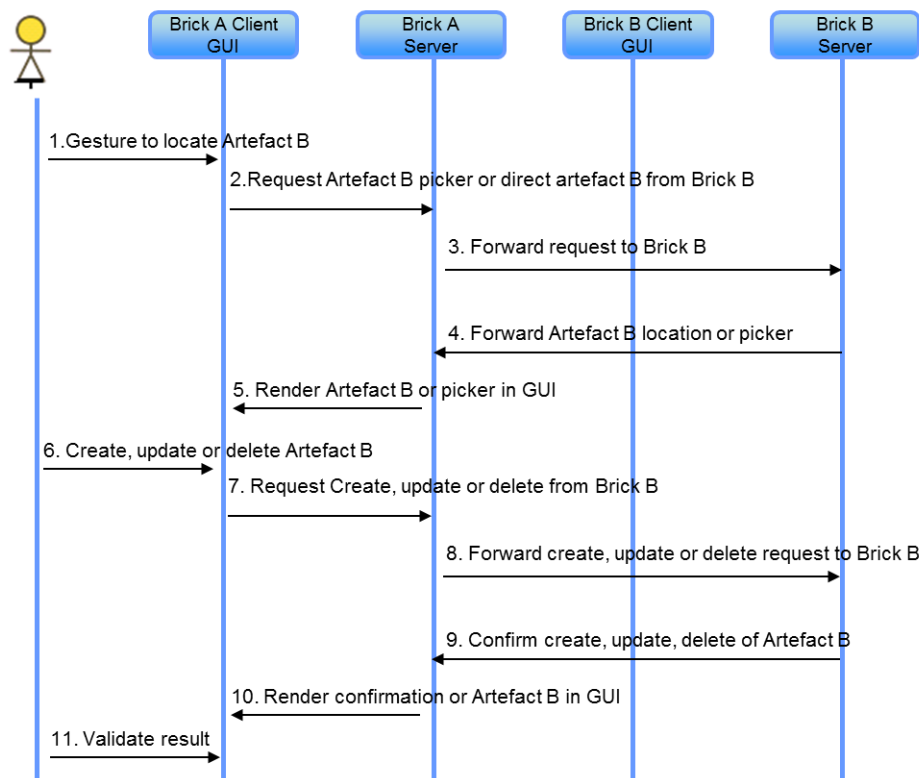 Brick A Client
GUI
Brick A
Server
Brick B Client
GUI
Brick B
Server
1.Gesture to locate Artefact B
2.Request Artefact B picker or direct artefact B from Brick B
3. Forward request to Brick B
4. Forward Artefact B location or picker
5. Render Artefact B or picker in GUI
6. Create, update or delete Artefact B
7. Request Create, update or delete from Brick B
8. Forward create, update or delete request to Brick B
9. Confirm create, update, delete of Artefact B
10. Render confirmation or Artefact B in GUI
11. Validate result